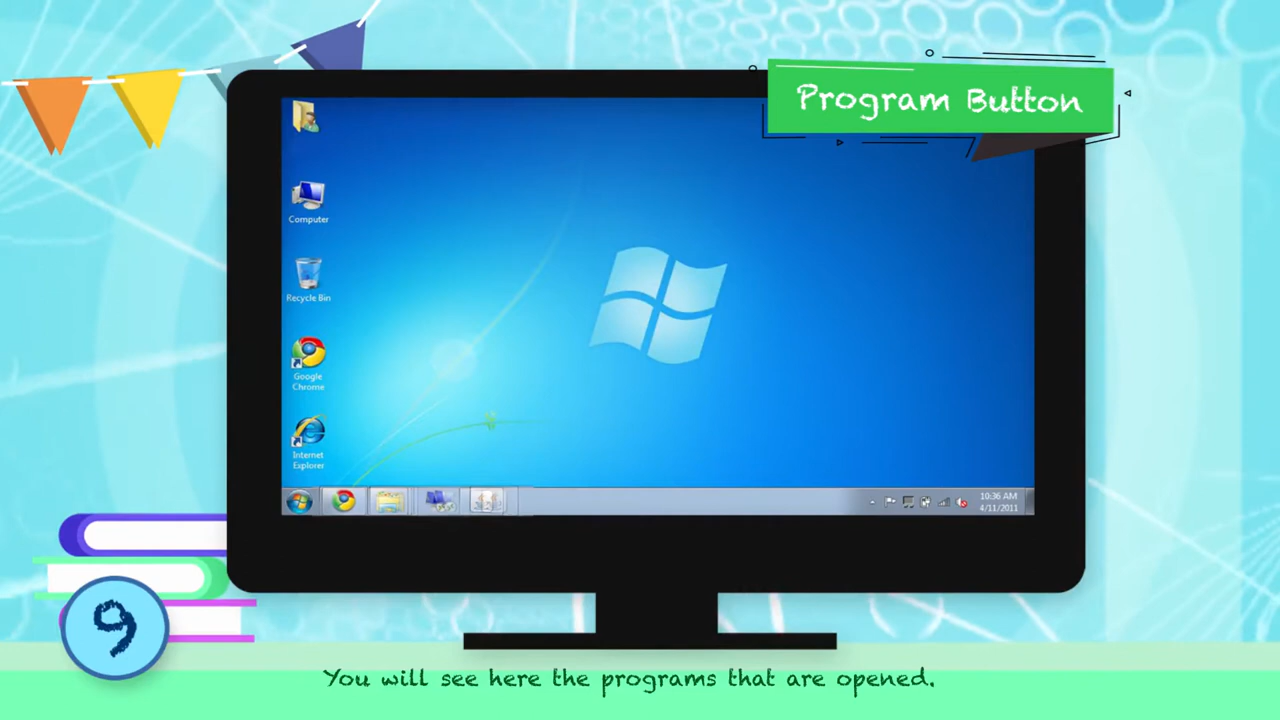 Program Button
Computer
Recycle Bin
Google
Chrome
Internet
Explorer
10:36 AM
4/11/2011
9
You will see here the programs that are opened.